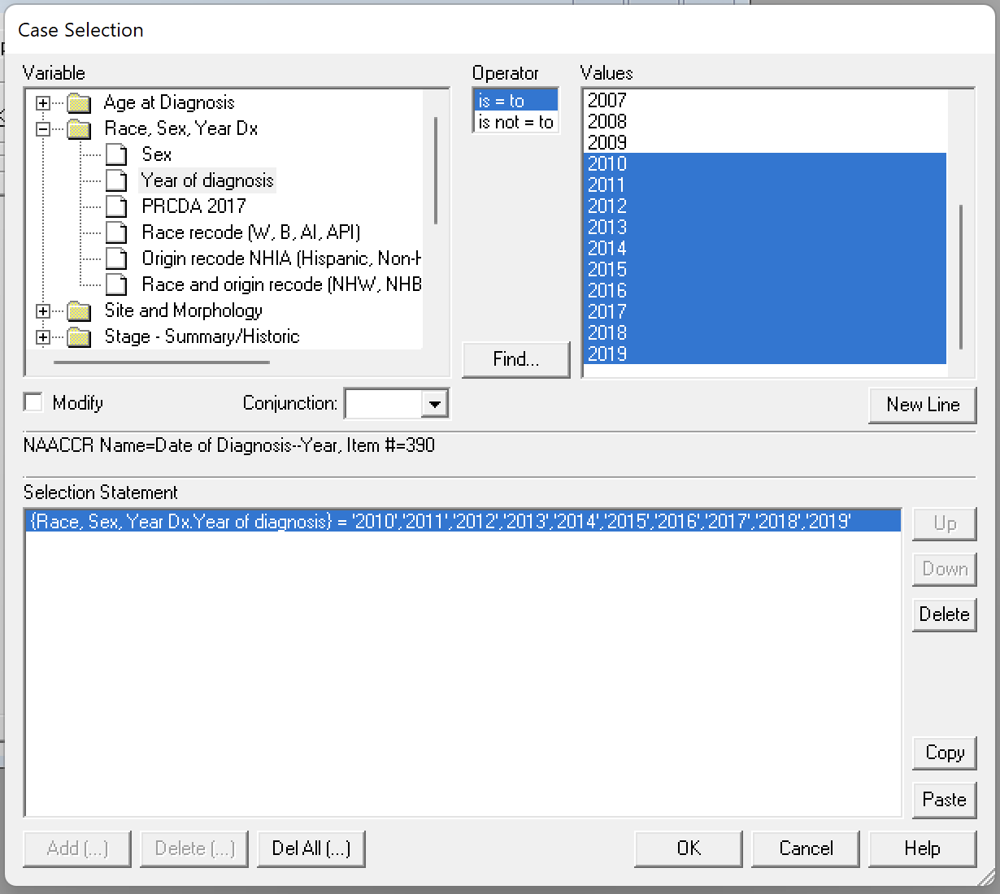 Case Selection
Variable
Operator
Values
Age at Diagnosis
Race, Sex, Year Dx
Sex
Year of diagnosis
PRCDA 2017
Race recode (W, B, AI, API)
Origin recode NHIA (Hispanic, Non-H
Race and origin recode (NHW, NHB
Site and Morphology
Stage - Summary/Historic
is = to
is not = to
Find...
2007
2008
2009
2010
2011
2012
2013
2014
2015
2016
2017
2018
2019
Modify
Conjunction:
New Line
NAACCR Name=Date of Diagnosis--Year, Item #=390
Selection Statement
{Race, Sex, Year Dx.Year of diagnosis} = '2010','2011','2012','2013','2014','2015','2016','2017','2018','2019'
Up
Down
Delete
Copy
Paste
Add (...)
Delete (...)
Del All (...)
OK
Cancel
Help